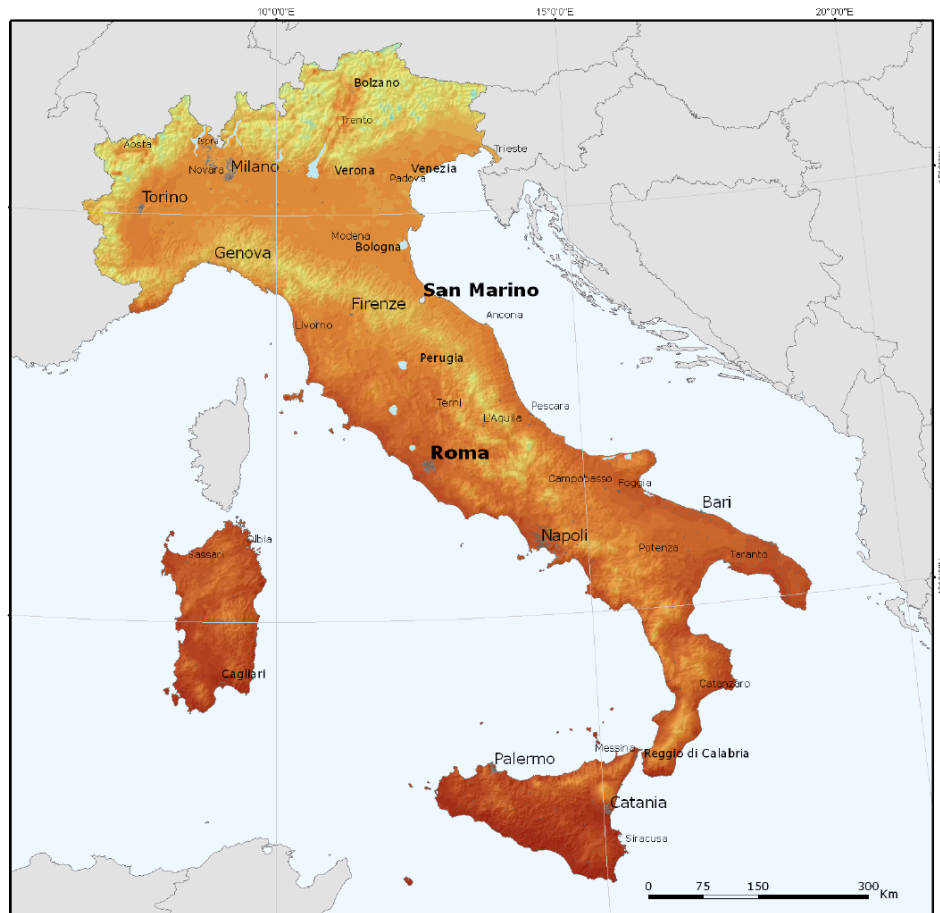 10°0'0"E
15°0'0"E
20°0'0"E
Bolzano
Trento
Aosta
Ispra
Trieste
Novara
Milano
Verona
Venezia
Padova
Torino
Modena
Bologna
Genova
San Marino
Firenze
Ancona
Livorno
Perugia
Terni
Pescara
L'Aquila
Roma
Campobasso
Foggia
Bari
Napoli
Olbia
Sassari
Potenza
Taranto
Cagliari
Catanzaro
Messina
Reggio di Calabria
Palermo
Catania
Siracusa
0 75 150 300
Km